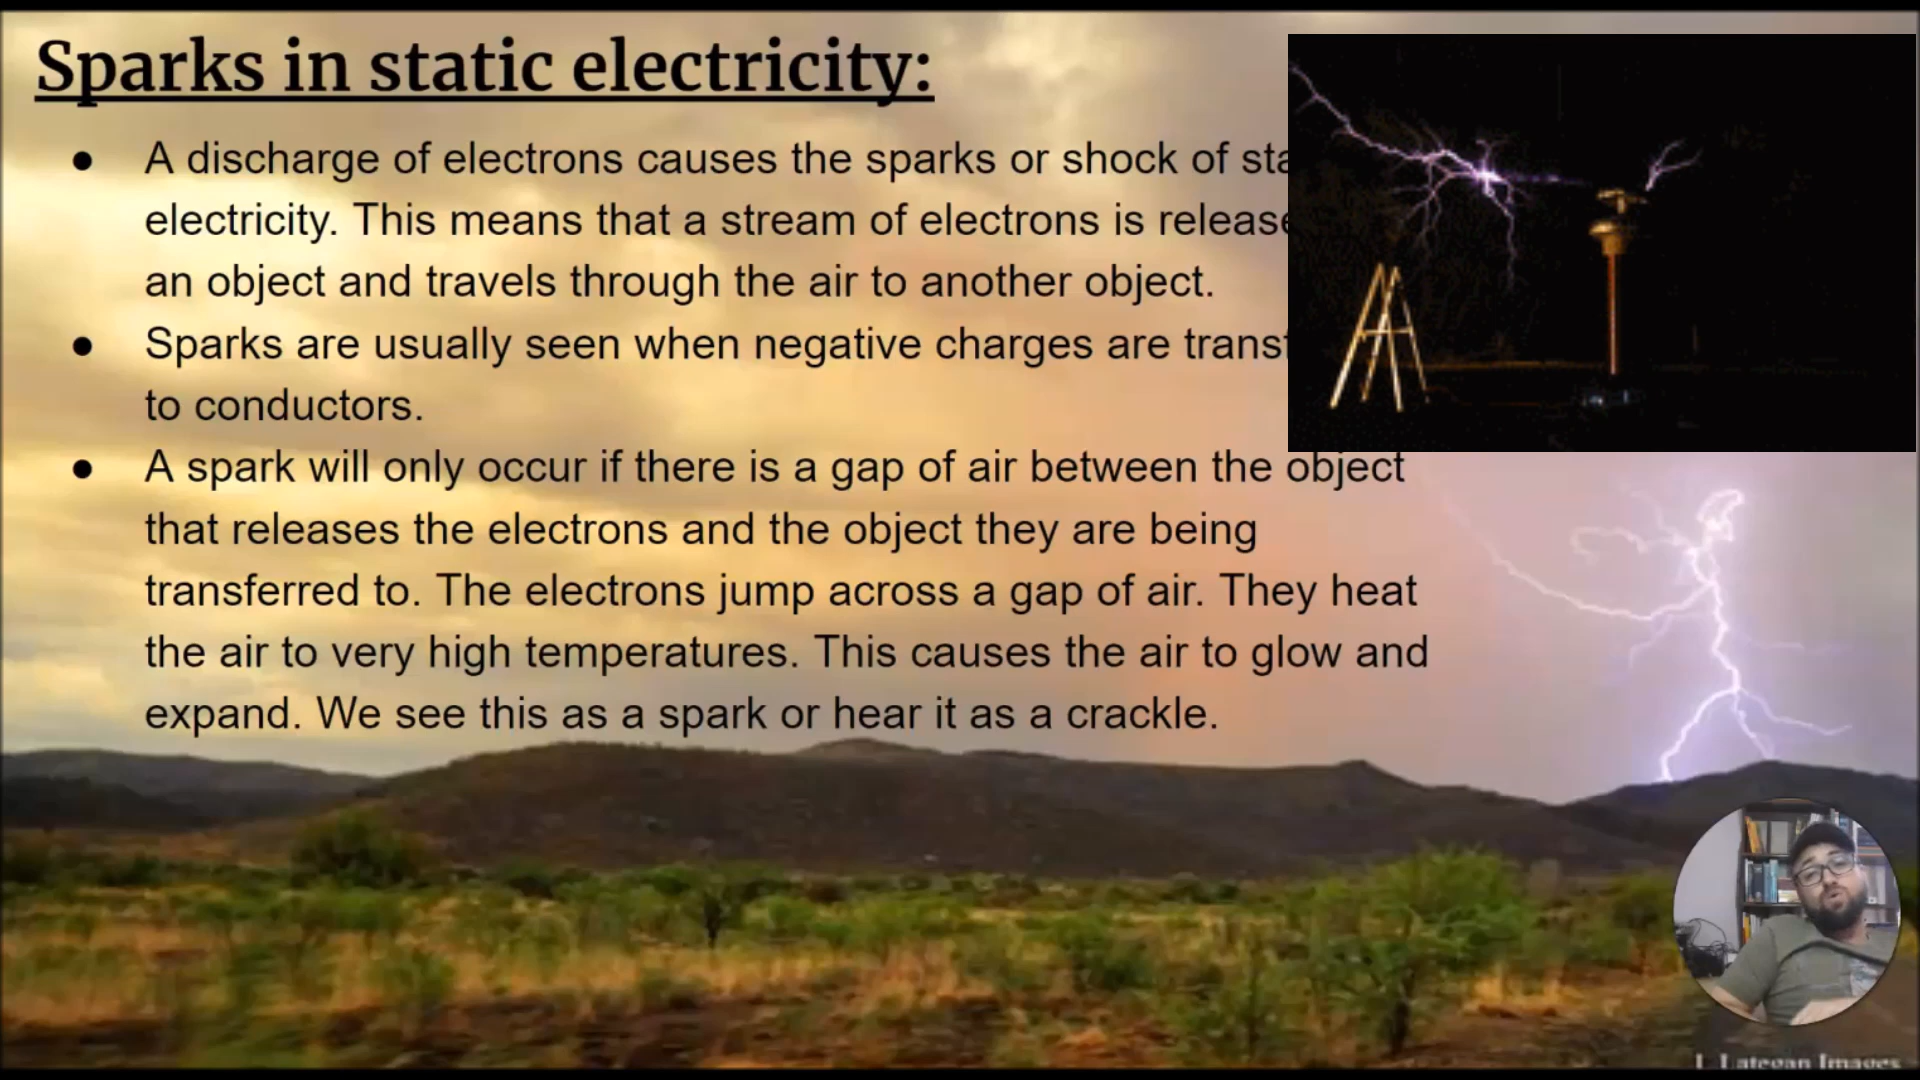 Sparks in static electricity:
● A discharge of electrons causes the sparks or shock of
electricity. This means that a stream of electrons is
an object and travels through the air to another object.
● Sparks are usually seen when negative charges are
to conductors.
● A spark will only occur if there is a gap of air between the object
that releases the electrons and the object they are being
transferred to. The electrons jump across a gap of air. They heat
the air to very high temperatures. This causes the air to glow and
expand. We see this as a spark or hear it as a crackle.
Lategan Images